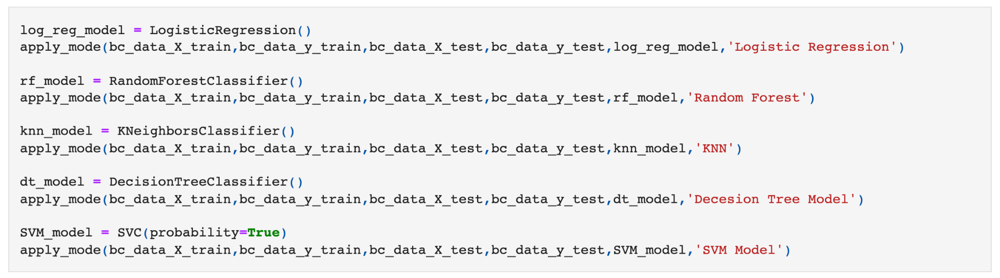 log_reg_model = LogisticRegression()
apply_mode(bc_data_X_train,bc_data_y_train,bc_data_X_test,bc_data_y_test,log_reg_model,'Logistic Regression')
rf_model = RandomForestClassifier()
apply_mode(bc_data_X_train,bc_data_y_train,bc_data_X_test,bc_data_y_test,rf_model,'Random Forest')
knn_model = KNeighborsClassifier()
apply_mode(bc_data_X_train,bc_data_y_train,bc_data_X_test,bc_data_y_test,knn_model,'KNN')
dt_model = DecisionTreeClassifier()
apply_mode(bc_data_X_train,bc_data_y_train,bc_data_X_test,bc_data_y_test,dt_model,'Decesion Tree Model')
SVM_model = SVC(probability=True)
apply_mode(bc_data_X_train,bc_data_y_train,bc_data_X_test,bc_data_y_test,SVM_model,'SVM Model')